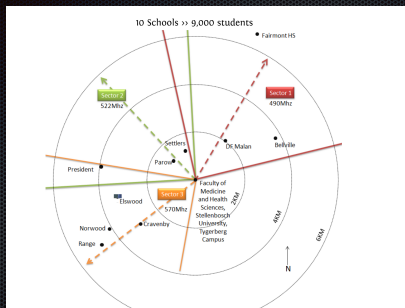 10 Schools ›› 9,000 students
Fairmont HS
Sector 1
490Mhz
Sector 2
522Mhz
Settlers
DF Malan
Bellville
Parow
President
Faculty of
Medicine
and Health
Sciences,
Stellenbosch
University,
Tygerberg
Campus
2KM
4KM
6KM
Sector 3
570Mhz
Elswood
Cravenby
Norwood
Range
N